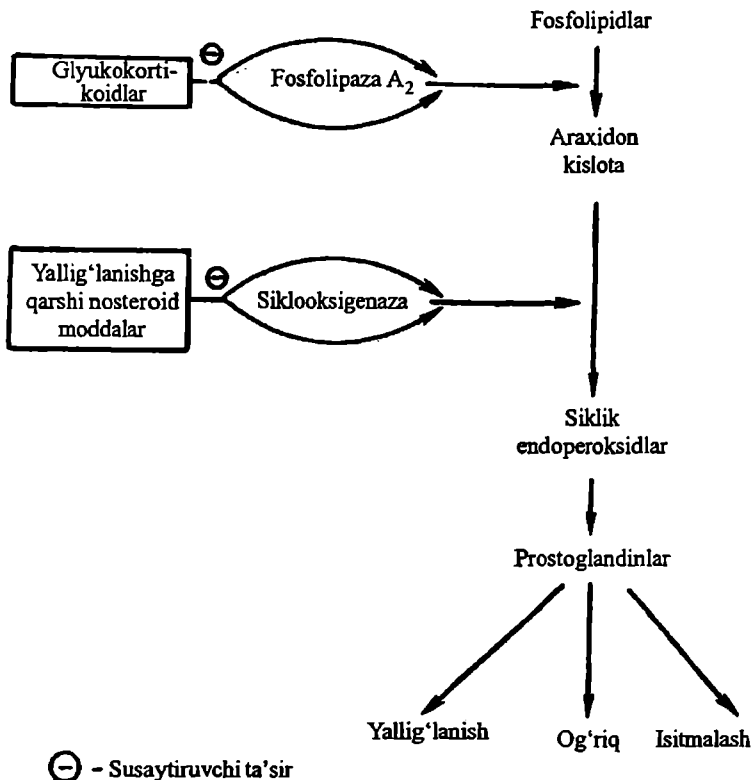 Fosfolipidlar
Glyukokorti-
koidlar
Fosfolipaza A₂
Araxidon
kislota
Yallig‘lanishga
qarshi nosteroid
moddalar
Siklooksigenaza
Siklik
endoperoksidlar
Prostoglandinlar
Yallig‘lanish
Og‘riq
Isitmalash
⊖ - Susaytiruvchi ta’sir